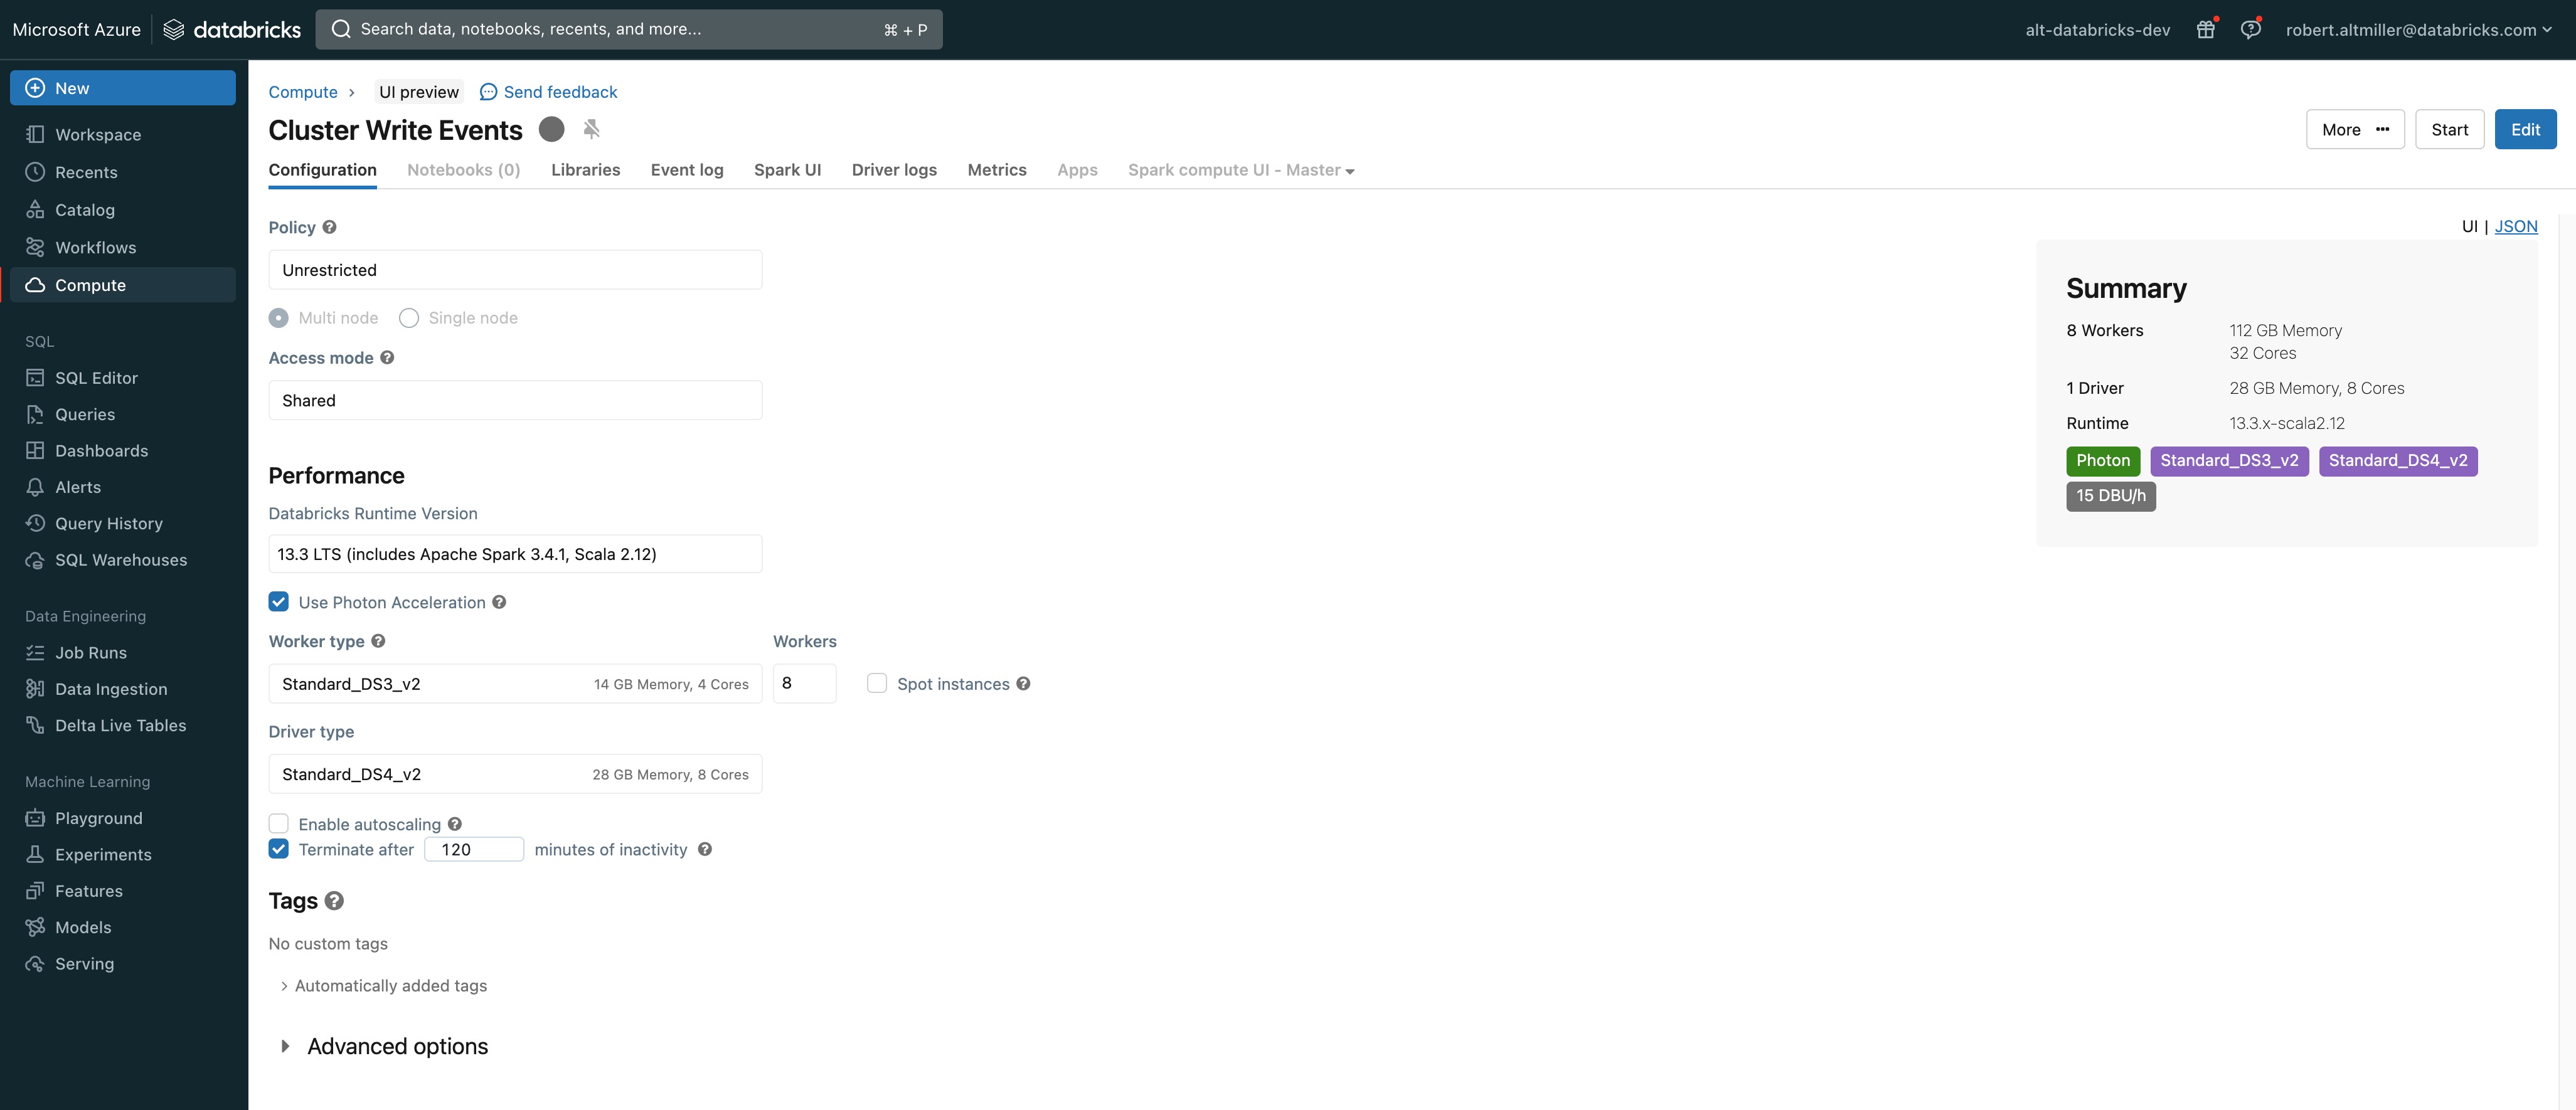 Microsoft Azure databricks Search data, notebooks, recents, and more... ⌘ + P alt-databricks-dev robert.altmiller@databricks.com
New
Workspace
Recents
Catalog
Workflows
Compute
SQL
SQL Editor
Queries
Dashboards
Alerts
Query History
SQL Warehouses
Data Engineering
Job Runs
Data Ingestion
Delta Live Tables
Machine Learning
Playground
Experiments
Features
Models
Serving
Compute > UI preview Send feedback
Cluster Write Events
More ••• Start Edit
Configuration Notebooks (0) Libraries Event log Spark UI Driver logs Metrics Apps Spark compute UI - Master
Policy ?
Unrestricted
Multi node Single node
Access mode ?
Shared
Performance
Databricks Runtime Version
13.3 LTS (includes Apache Spark 3.4.1, Scala 2.12)
Use Photon Acceleration ?
Worker type ? Workers
Standard_DS3_v2 14 GB Memory, 4 Cores 8 Spot instances ?
Driver type
Standard_DS4_v2 28 GB Memory, 8 Cores
Enable autoscaling ?
Terminate after 120 minutes of inactivity ?
Tags ?
No custom tags
> Automatically added tags
Advanced options
UI | JSON
Summary
8 Workers 112 GB Memory
32 Cores
1 Driver 28 GB Memory, 8 Cores
Runtime 13.3.x-scala2.12
Photon Standard_DS3_v2 Standard_DS4_v2
15 DBU/h